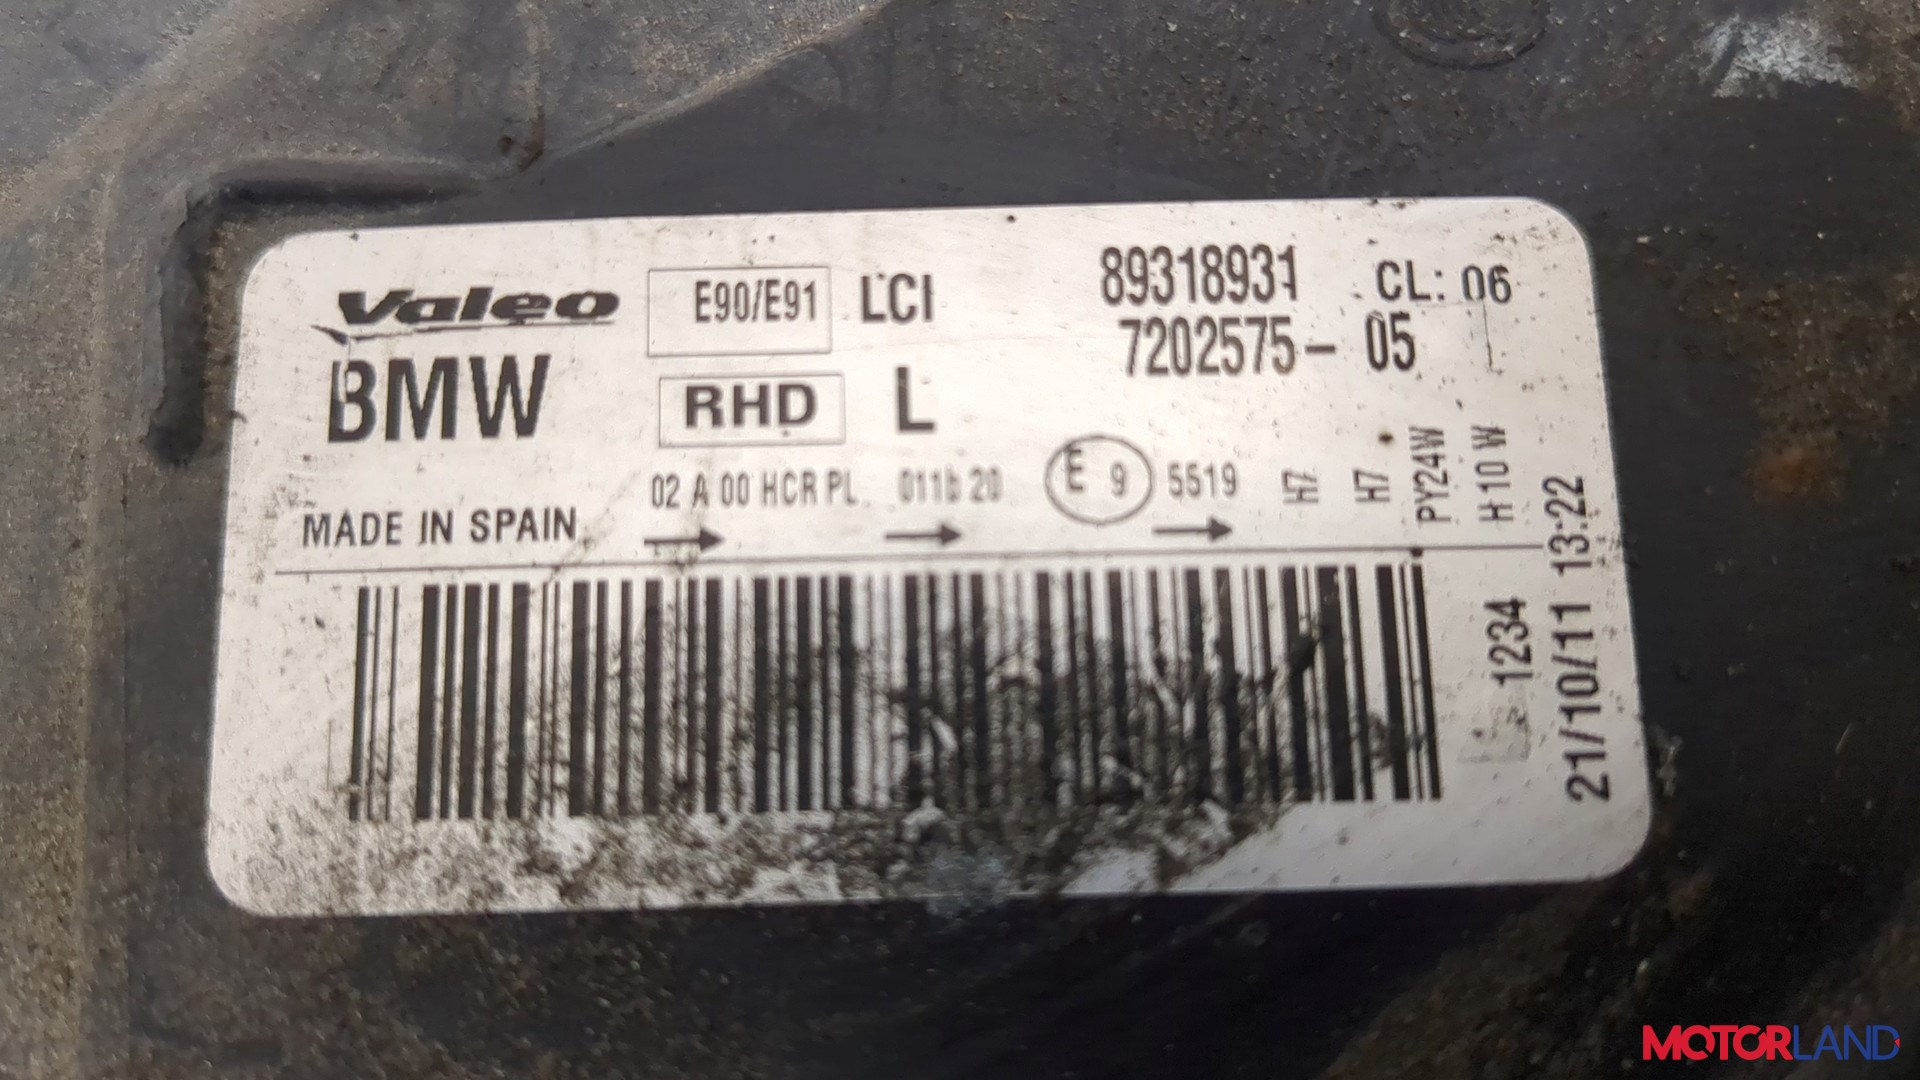 Valeo E90/E91 LCI 89318931 CL: 06
BMW RHD L 7202575- 05
MADE IN SPAIN 02 A 00 HCR PL 011b 20 E 9 5519 H7 H7 PY24W H 10 W
1234
21/10/11 13:22
MOTORLAND